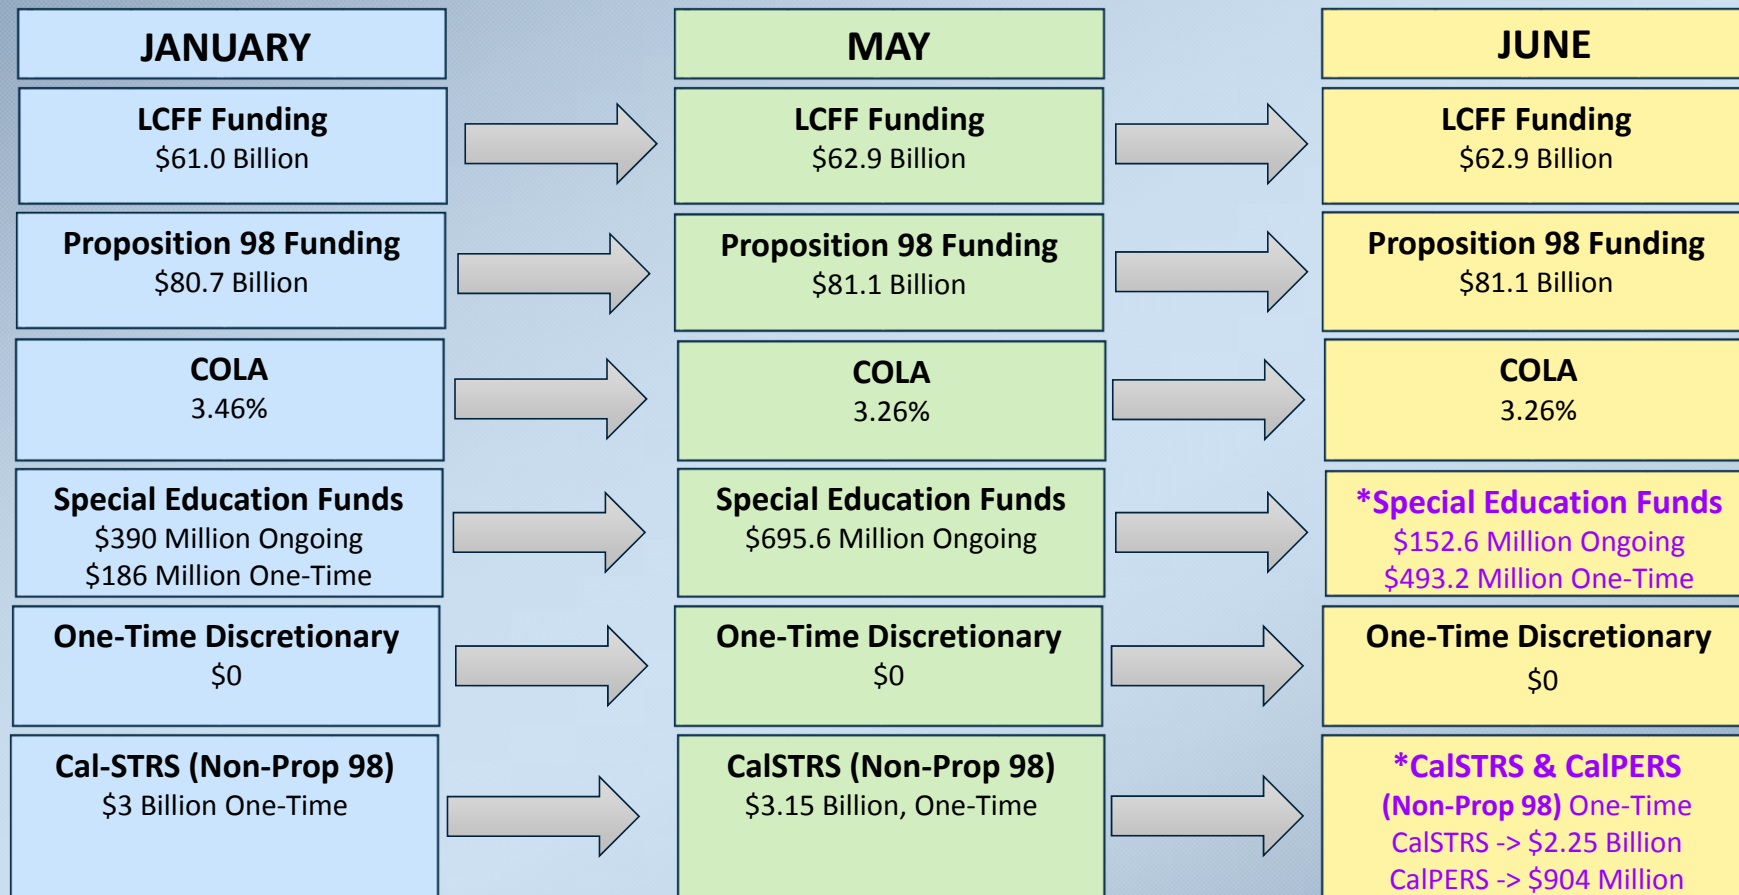 JANUARY
MAY
JUNE
LCFF Funding
$61.0 Billion
LCFF Funding
$62.9 Billion
LCFF Funding
$62.9 Billion
Proposition 98 Funding
$80.7 Billion
Proposition 98 Funding
$81.1 Billion
Proposition 98 Funding
$81.1 Billion
COLA
3.46%
COLA
3.26%
COLA
3.26%
Special Education Funds
$390 Million Ongoing
$186 Million One-Time
Special Education Funds
$695.6 Million Ongoing
*Special Education Funds
$152.6 Million Ongoing
$493.2 Million One-Time
One-Time Discretionary
$0
One-Time Discretionary
$0
One-Time Discretionary
$0
Cal-STRS (Non-Prop 98)
$3 Billion One-Time
CalSTRS (Non-Prop 98)
$3.15 Billion, One-Time
*CalSTRS & CalPERS
(Non-Prop 98) One-Time
CalSTRS -> $2.25 Billion
CalPERS -> $904 Million